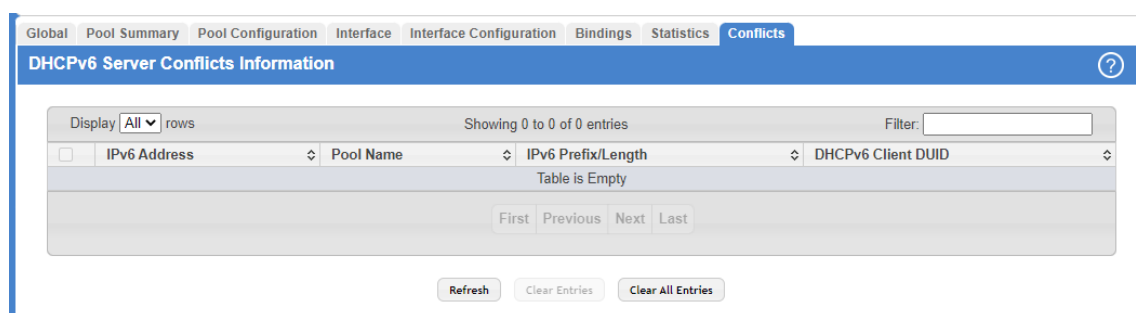 Global Pool Summary Pool Configuration Interface Interface Configuration Bindings Statistics Conflicts
DHCPv6 Server Conflicts Information ?
Display All rows Showing 0 to 0 of 0 entries Filter:
IPv6 Address Pool Name IPv6 Prefix/Length DHCPv6 Client DUID
Table is Empty
First Previous Next Last
Refresh Clear Entries Clear All Entries